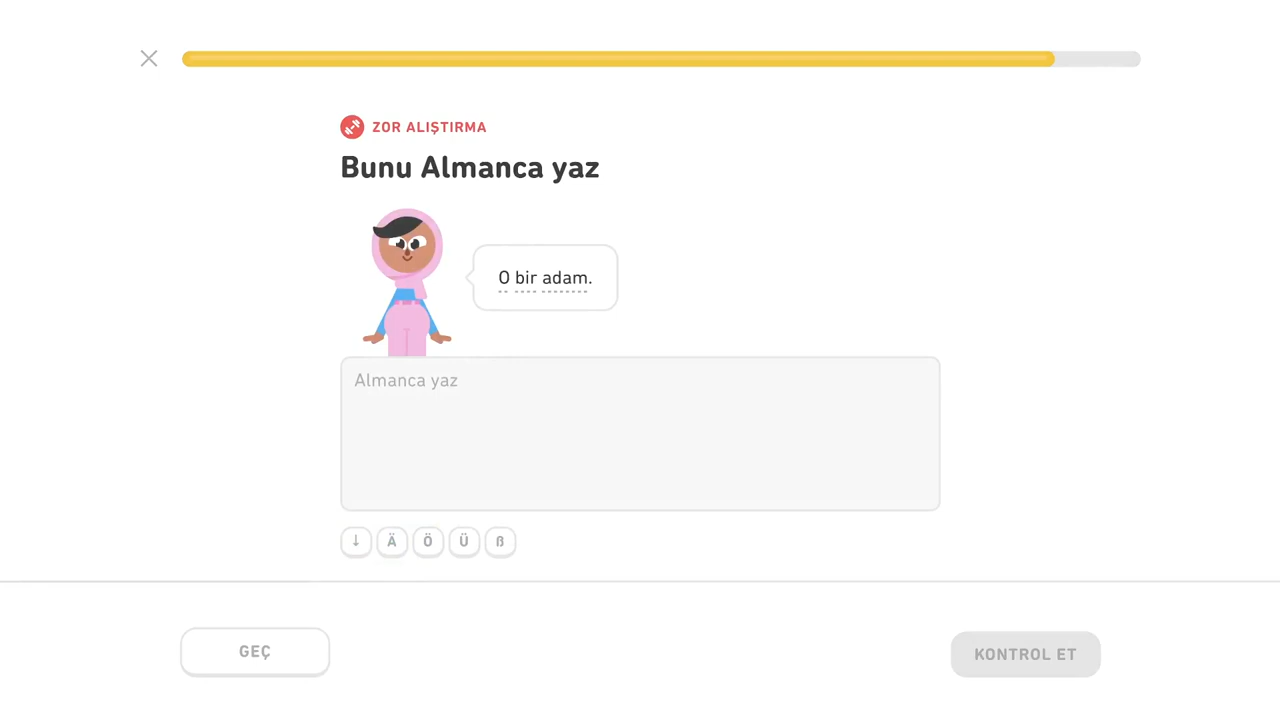 ZOR ALIŞTIRMA
Bunu Almanca yaz
O bir adam.
Almanca yaz
↓ Ä Ö Ü ß
GEÇ
KONTROL ET